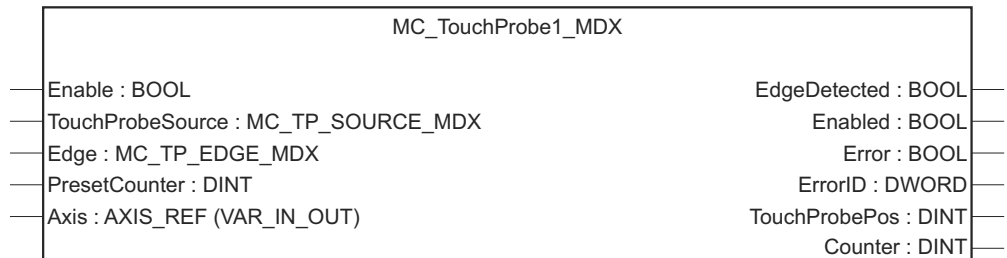 MC_TouchProbe1_MDX
Enable : BOOL
EdgeDetected : BOOL
TouchProbeSource : MC_TP_SOURCE_MDX
Enabled : BOOL
Edge : MC_TP_EDGE_MDX
Error : BOOL
PresetCounter : DINT
ErrorID : DWORD
Axis : AXIS_REF (VAR_IN_OUT)
TouchProbePos : DINT
Counter : DINT